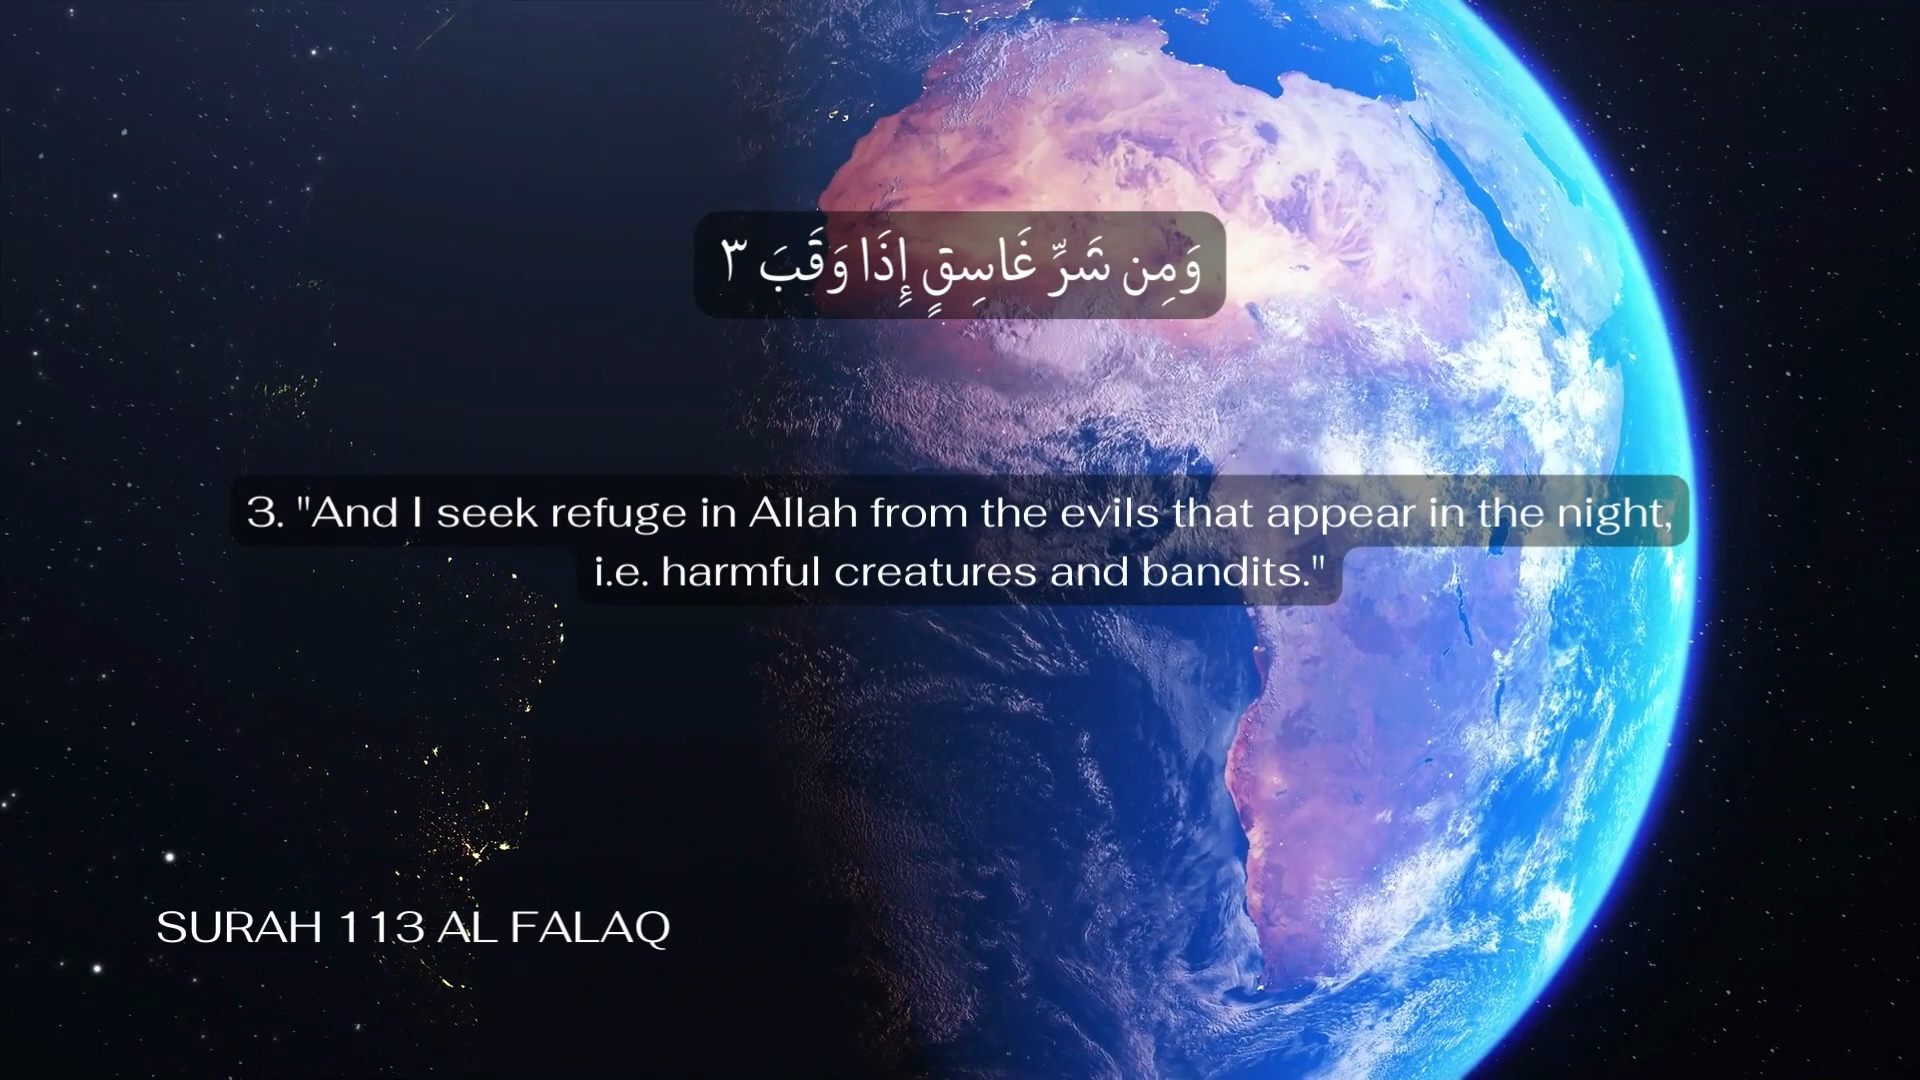 وَمِن شَرِّ غَاسِقٍ إِذَا وَقَبَ ٣
3. "And I seek refuge in Allah from the evils that appear in the night,
i.e. harmful creatures and bandits."
SURAH 113 AL FALAQ